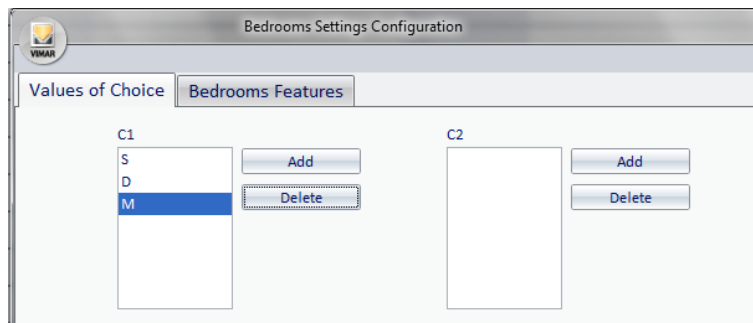 Bedrooms Settings Configuration
VIMAR
Values of Choice
Bedrooms Features
C1
C2
S
D
M
Add
Delete
Add
Delete